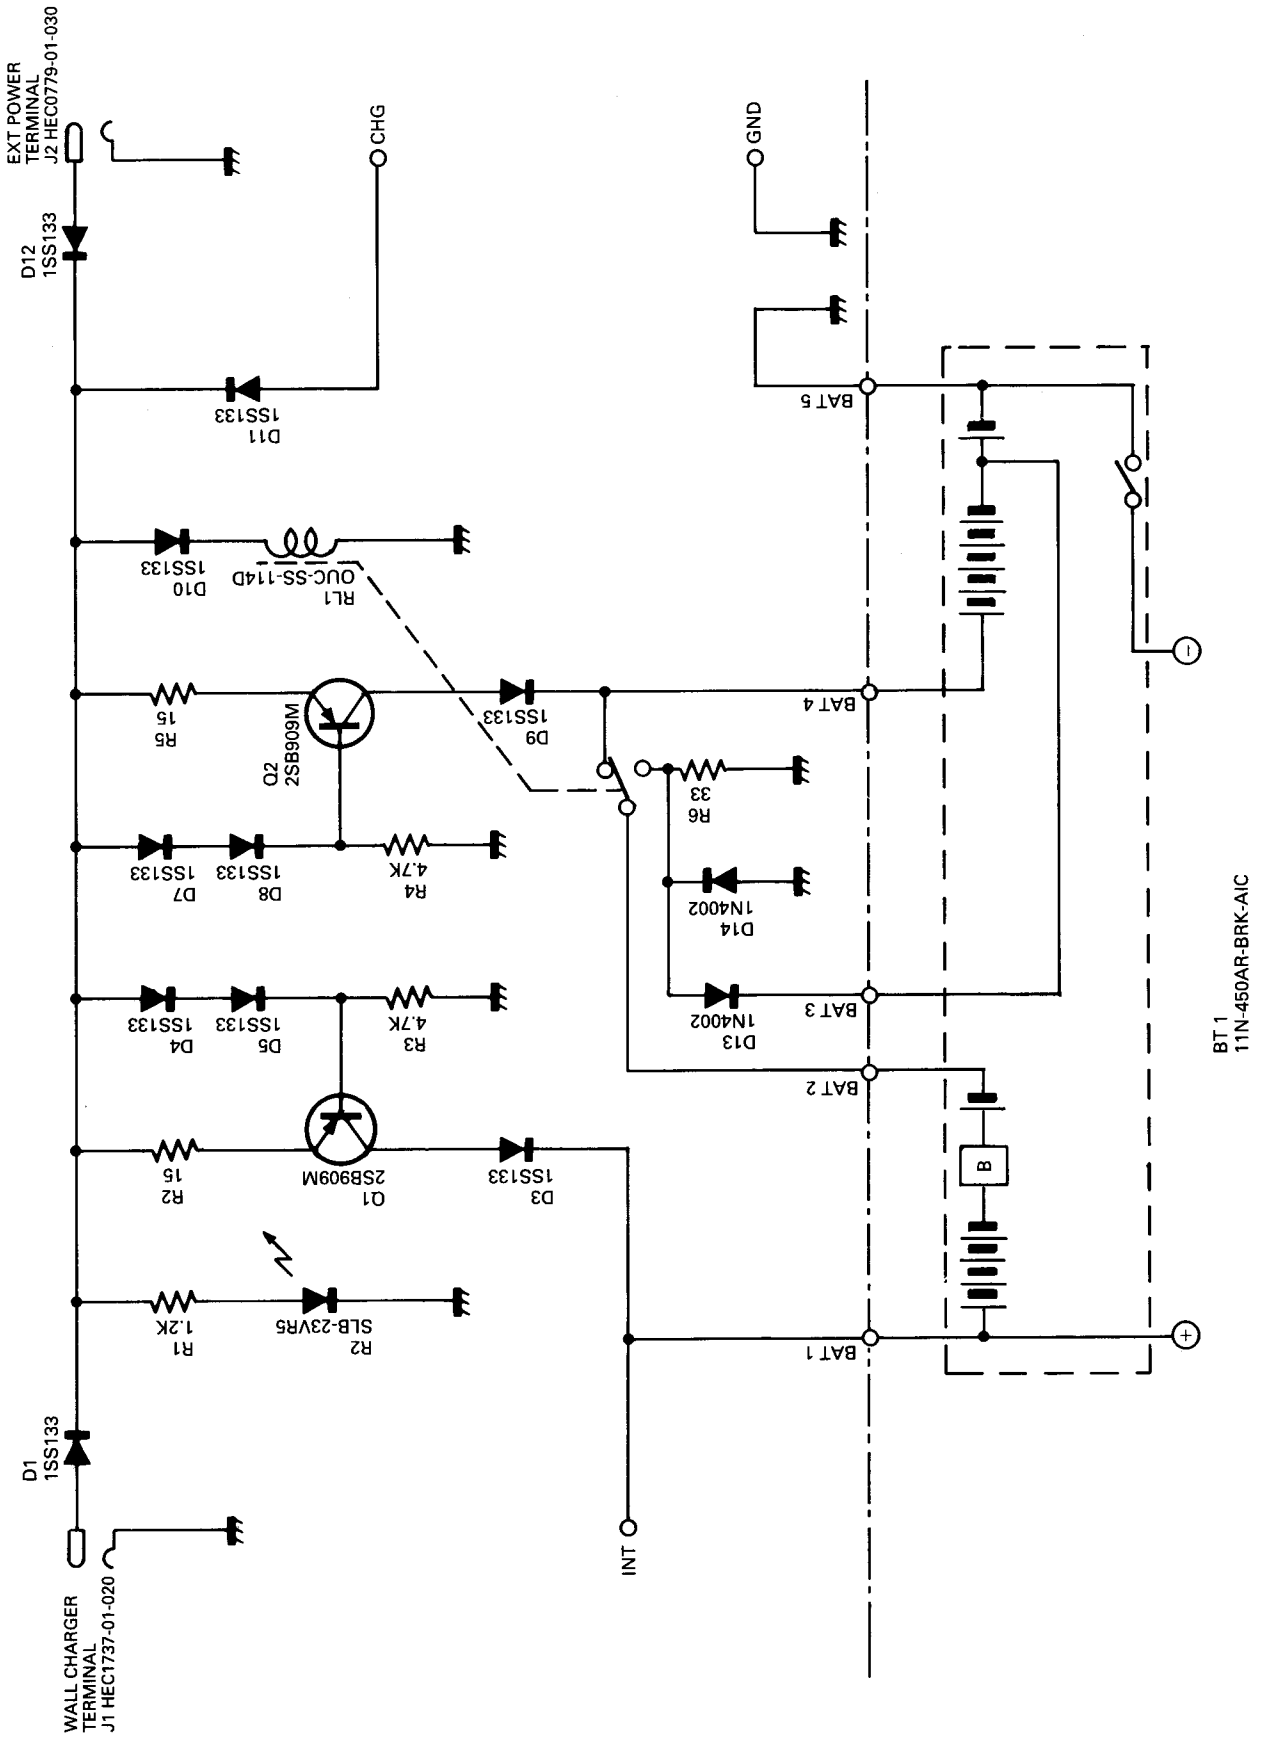 WALL CHARGER
TERMINAL
J1 HEC1737-01-020
D1
1SS133
R1
1.2K
R2
SLB-23VR5
R2
15
Q1
2SB909M
D3
1SS133
D4
1SS133
D5
1SS133
R3
4.7K
D7
1SS133
D8
1SS133
R4
4.7K
Q2
2SB909M
R5
15
D9
1SS133
D10
1SS133
RL1
OUC-SS-114D
D11
1SS133
D12
1SS133
EXT POWER
TERMINAL
J2 HEC0779-01-030
CHG
GND
R6
33
D14
1N4002
D13
1N4002
INT
BAT 1
BAT 2
BAT 3
BAT 4
BAT 5
B
+
−
BT 1
11N-450AR-BRK-AIC